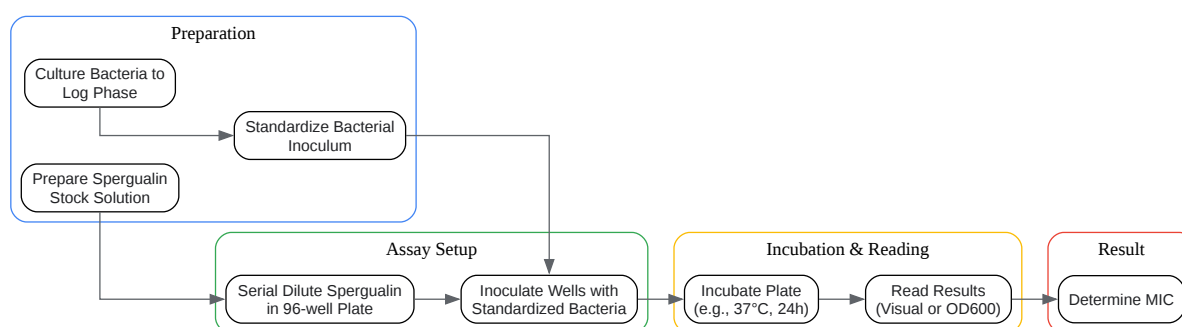 Preparation
Culture Bacteria to
Log Phase
Standardize Bacterial
Inoculum
Prepare Spergualin
Stock Solution
Assay Setup
Serial Dilute Spergualin
in 96-well Plate
Inoculate Wells with
Standardized Bacteria
Incubation & Reading
Incubate Plate
(e.g., 37°C, 24h)
Read Results
(Visual or OD600)
Result
Determine MIC